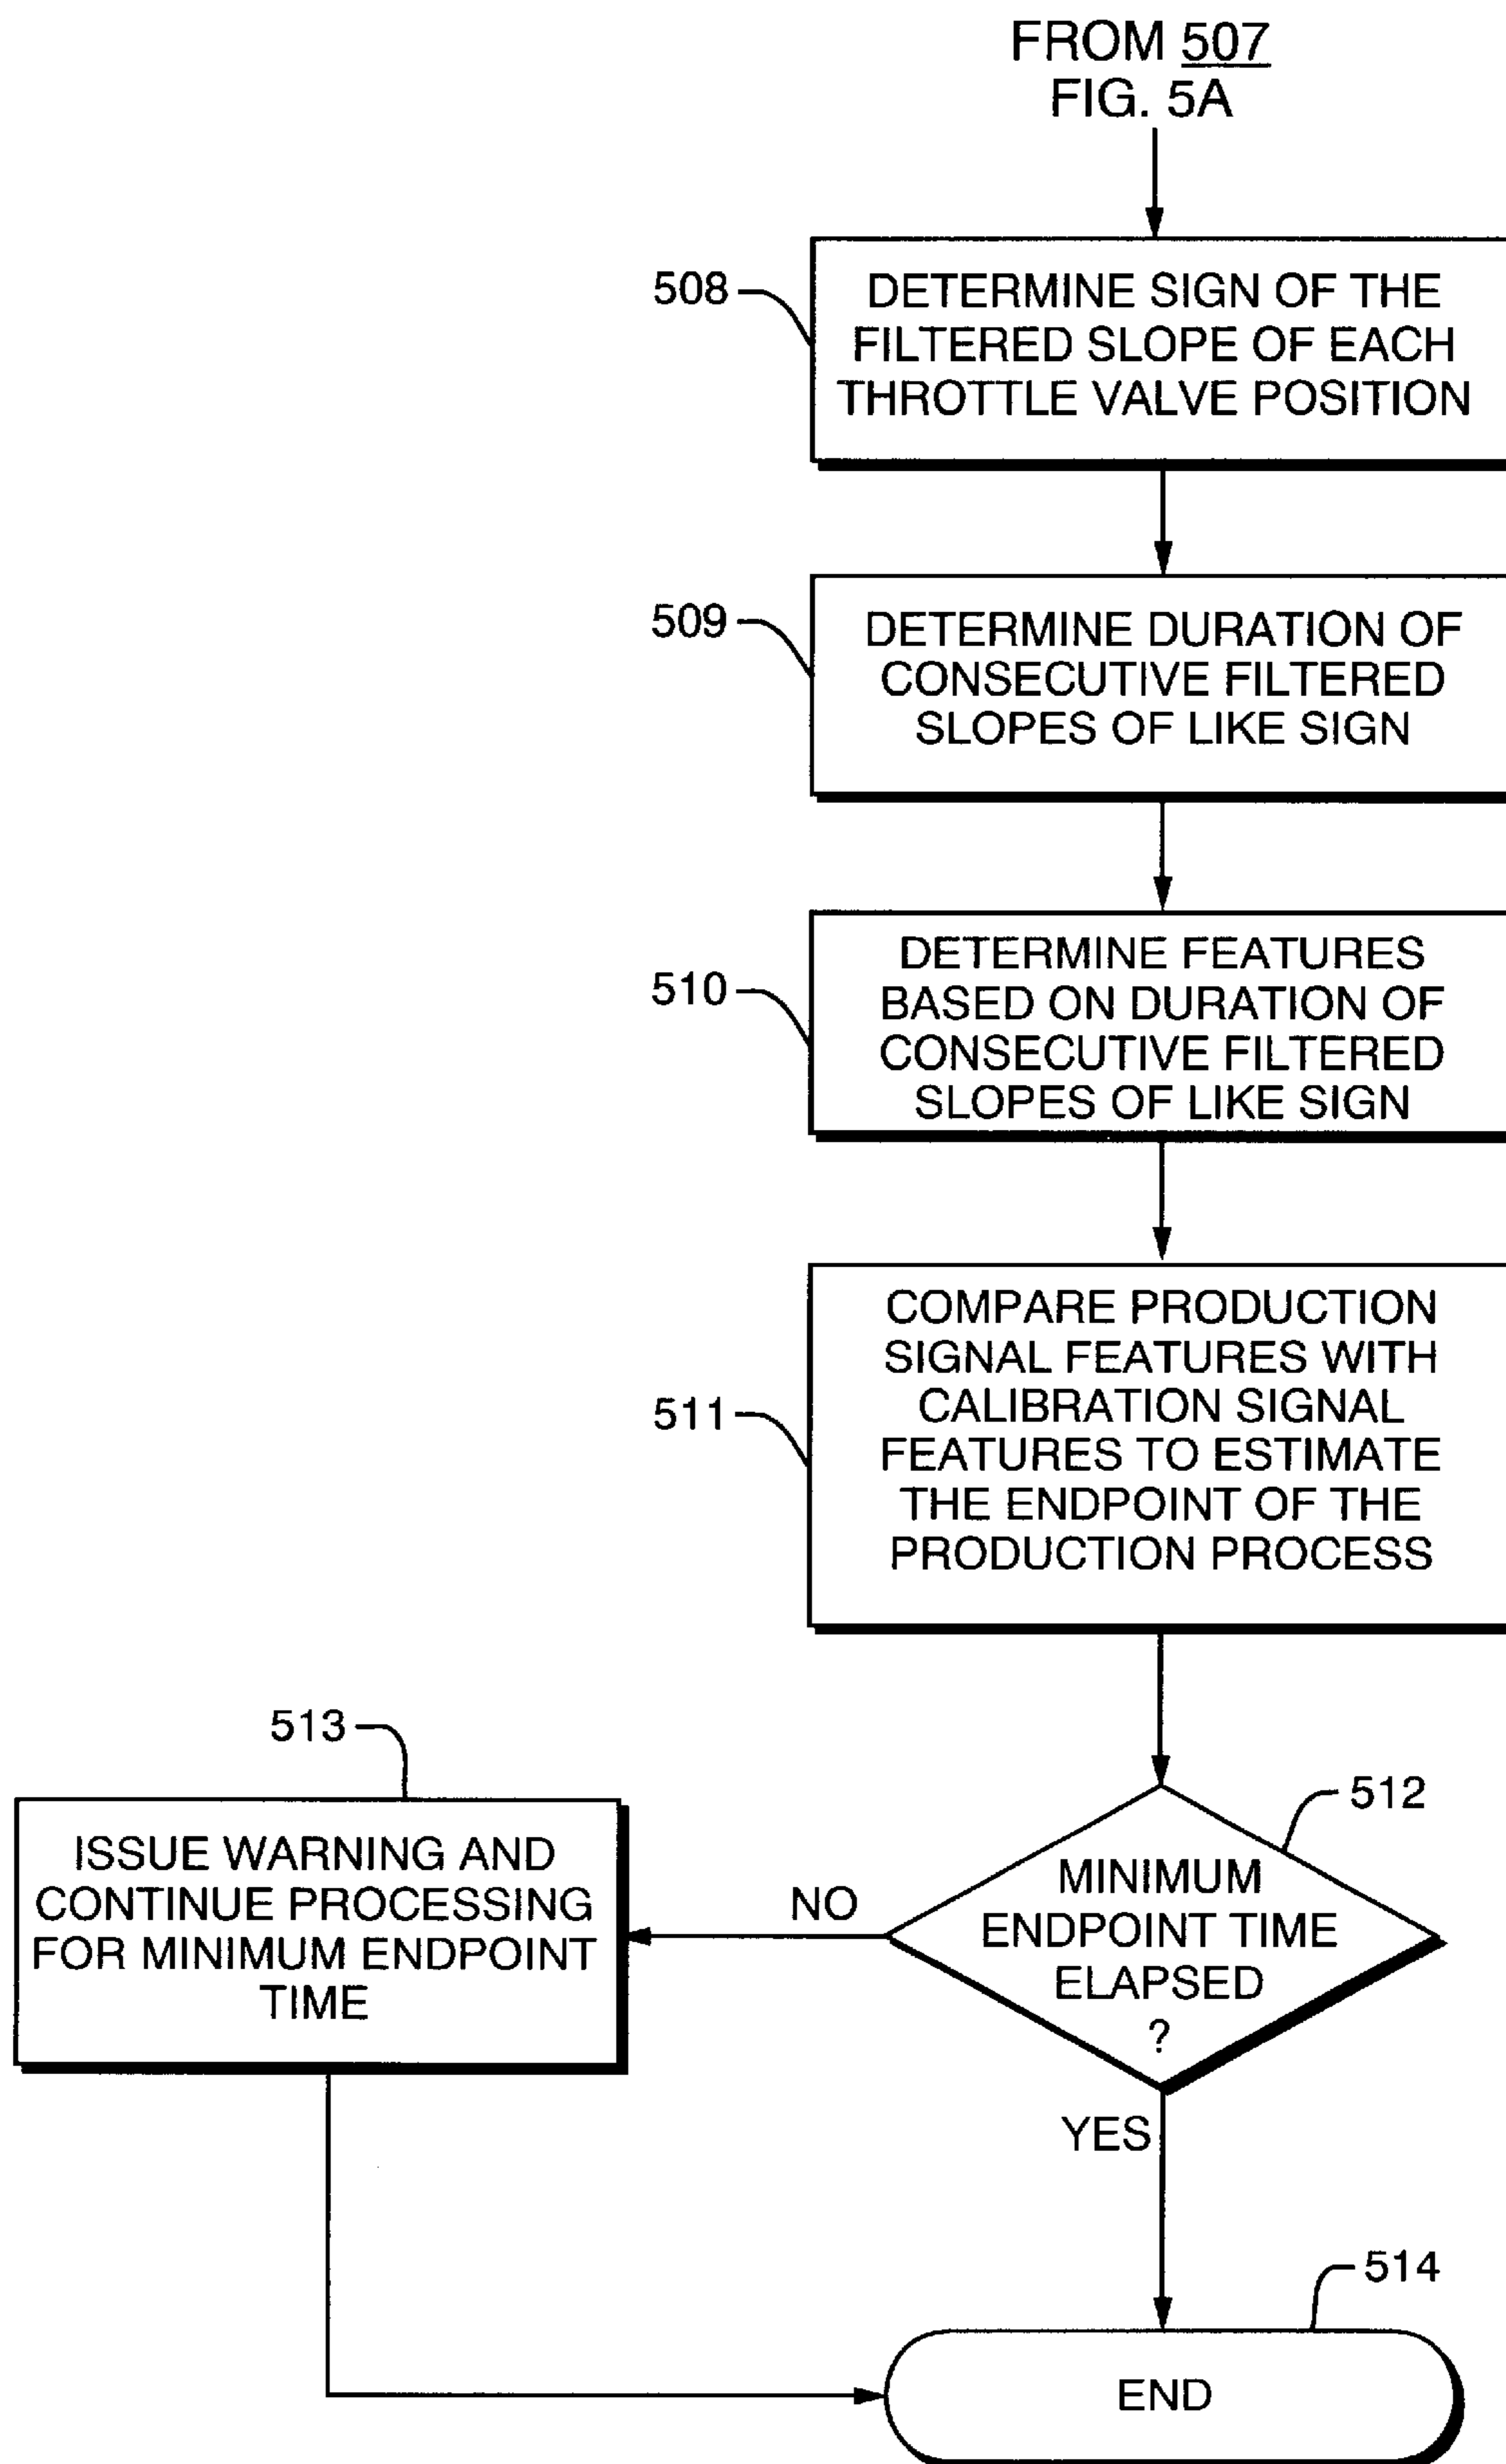 FROM 507
FIG. 5A
508
DETERMINE SIGN OF THE
FILTERED SLOPE OF EACH
THROTTLE VALVE POSITION
509
DETERMINE DURATION OF
CONSECUTIVE FILTERED
SLOPES OF LIKE SIGN
510
DETERMINE FEATURES
BASED ON DURATION OF
CONSECUTIVE FILTERED
SLOPES OF LIKE SIGN
511
COMPARE PRODUCTION
SIGNAL FEATURES WITH
CALIBRATION SIGNAL
FEATURES TO ESTIMATE
THE ENDPOINT OF THE
PRODUCTION PROCESS
512
MINIMUM
ENDPOINT TIME
ELAPSED
?
NO
513
ISSUE WARNING AND
CONTINUE PROCESSING
FOR MINIMUM ENDPOINT
TIME
YES
514
END